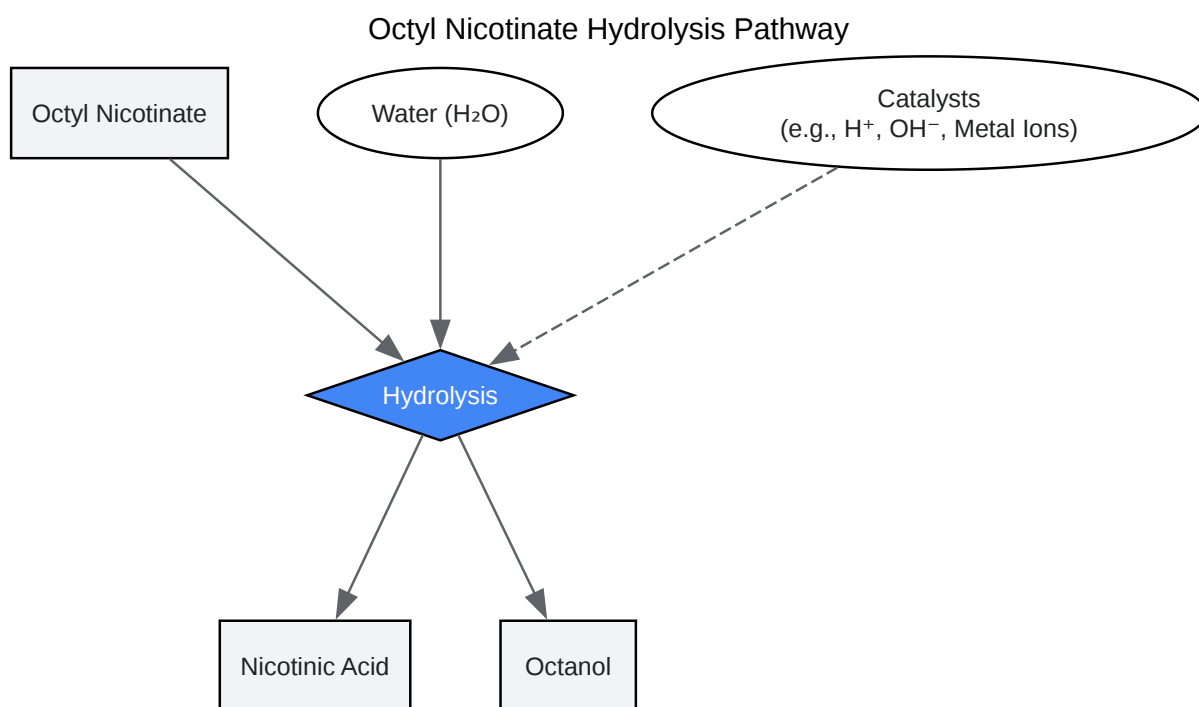 Octyl Nicotinate Hydrolysis Pathway
Octyl Nicotinate
Water (H₂O)
Catalysts
(e.g., H⁺, OH⁻, Metal Ions)
Hydrolysis
Nicotinic Acid
Octanol